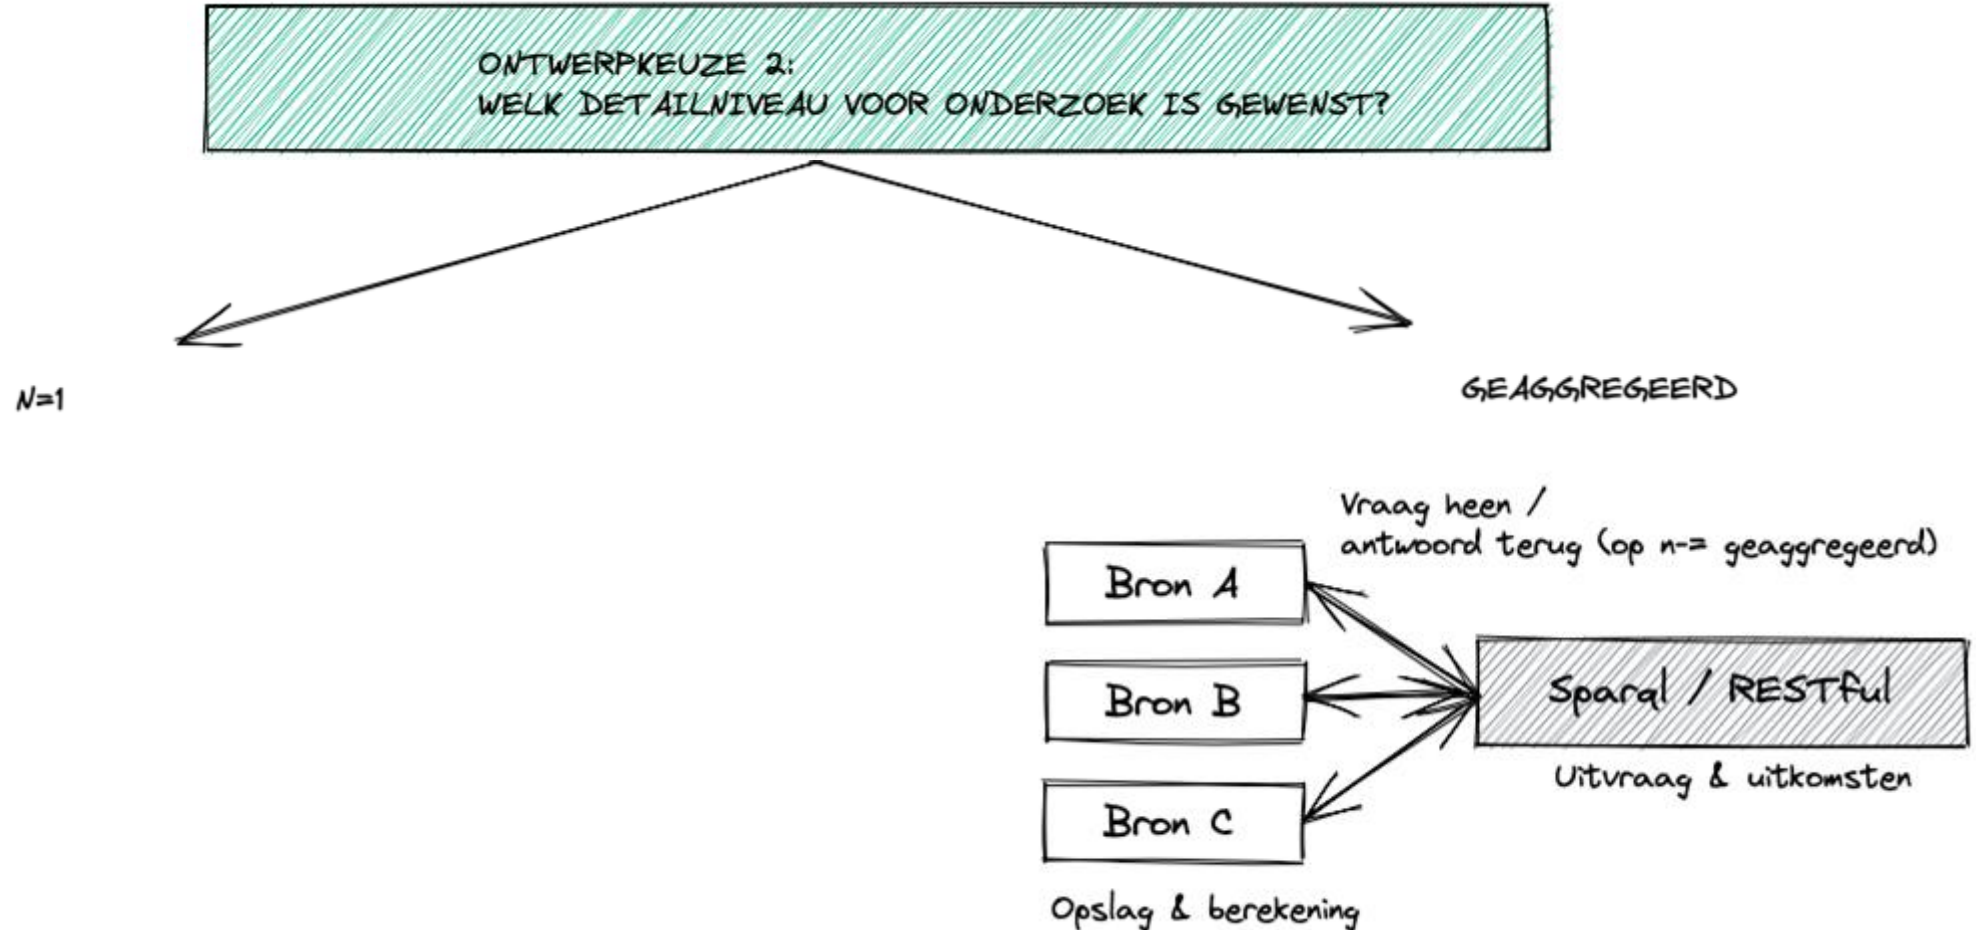 ONTWERPKEUZE 2:
WELK DETAILNIVEAU VOOR ONDERZOEK IS GEWENST?
N=1
GEAGGREGEERD
Vraag heen /
antwoord terug (op n-= geaggregeerd)
Bron A
Bron B
Bron C
Opslag & berekening
Sparql / RESTful
Uitvraag & uitkomsten